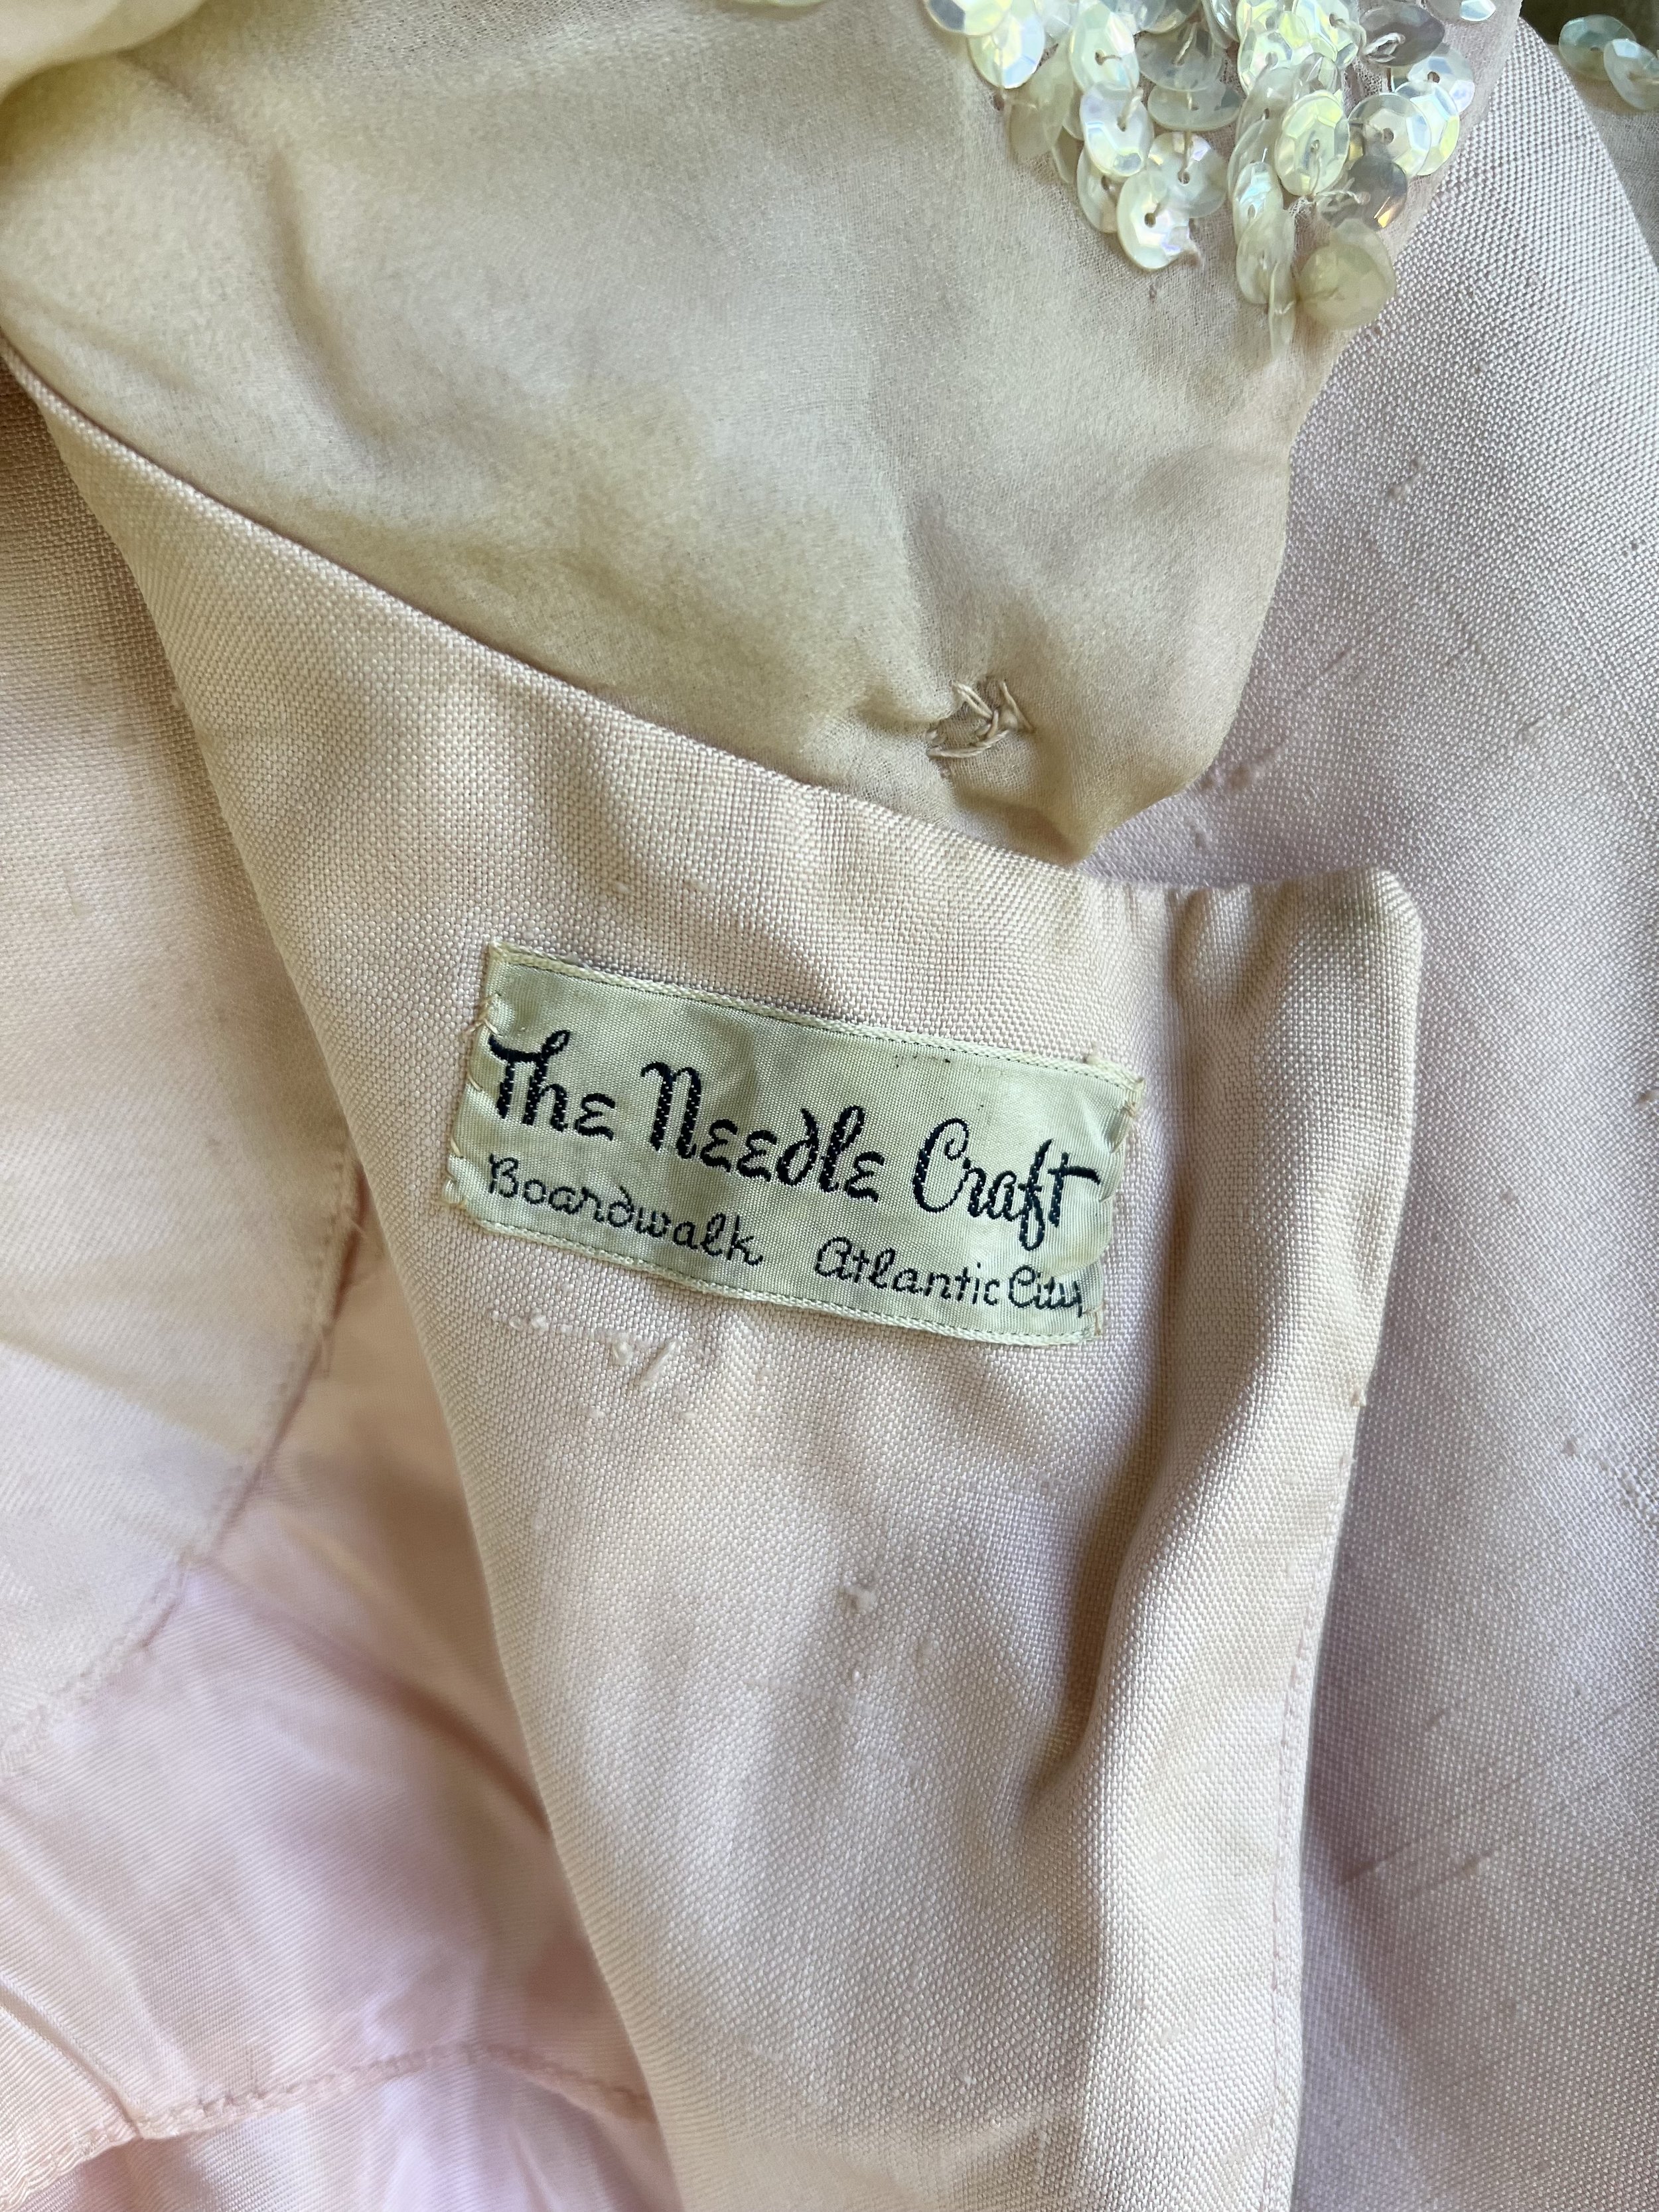 The Needle Craft
Boardwalk Atlantic City